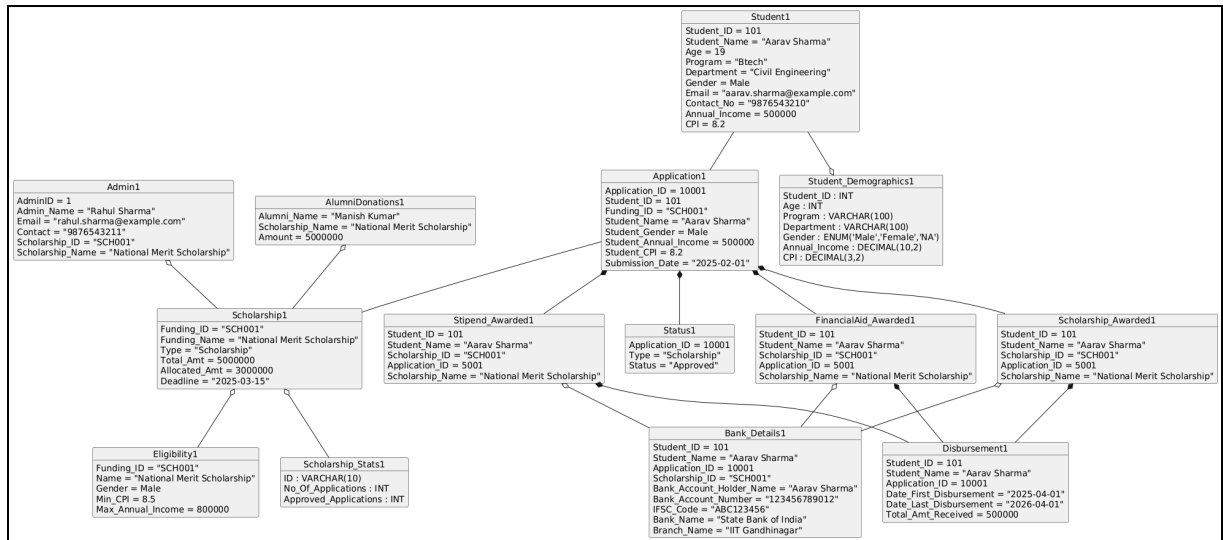 Student1
Student_ID = 101
Student_Name = "Aarav Sharma"
Age = 19
Program = "Btech"
Department = "Civil Engineering"
Gender = Male
Email = "aarav.sharma@example.com"
Contact_No = "9876543210"
Annual_Income = 500000
CPI = 8.2
Admin1
AdminID = 1
Admin_Name = "Rahul Sharma"
Email = "rahul.sharma@example.com"
Contact = "9876543211"
Scholarship_ID = "SCH001"
Scholarship_Name = "National Merit Scholarship"
AlumniDonations1
Alumni_Name = "Manish Kumar"
Scholarship_Name = "National Merit Scholarship"
Amount = 5000000
Application1
Application_ID = 10001
Student_ID = 101
Funding_ID = "SCH001"
Student_Name = "Aarav Sharma"
Student_Gender = Male
Student_Annual_Income = 500000
Student_CPI = 8.2
Submission_Date = "2025-02-01"
Student_Demographics1
Student_ID : INT
Age : INT
Program : VARCHAR(100)
Department : VARCHAR(100)
Gender : ENUM('Male','Female','NA')
Annual_Income : DECIMAL(10,2)
CPI : DECIMAL(3,2)
Scholarship1
Funding_ID = "SCH001"
Funding_Name = "National Merit Scholarship"
Type = "Scholarship"
Total_Amt = 5000000
Allocated_Amt = 3000000
Deadline = "2025-03-15"
Stipend_Awarded1
Student_ID = 101
Student_Name = "Aarav Sharma"
Scholarship_ID = "SCH001"
Application_ID = 5001
Scholarship_Name = "National Merit Scholarship"
Status1
Application_ID = 10001
Type = "Scholarship"
Status = "Approved"
FinancialAid_Awarded1
Student_ID = 101
Student_Name = "Aarav Sharma"
Scholarship_ID = "SCH001"
Application_ID = 5001
Scholarship_Name = "National Merit Scholarship"
Scholarship_Awarded1
Student_ID = 101
Student_Name = "Aarav Sharma"
Scholarship_ID = "SCH001"
Application_ID = 5001
Scholarship_Name = "National Merit Scholarship"
Eligibility1
Funding_ID = "SCH001"
Name = "National Merit Scholarship"
Gender = Male
Min_CPI = 8.5
Max_Annual_Income = 800000
Scholarship_Stats1
ID : VARCHAR(10)
No_Of_Applications : INT
Approved_Applications : INT
Bank_Details1
Student_ID = 101
Student_Name = "Aarav Sharma"
Application_ID = 10001
Scholarship_ID = "SCH001"
Bank_Account_Holder_Name = "Aarav Sharma"
Bank_Account_Number = "123456789012"
IFSC_Code = "ABC123456"
Bank_Name = "State Bank of India"
Branch_Name = "IIT Gandhinagar"
Disbursement1
Student_ID = 101
Student_Name = "Aarav Sharma"
Application_ID = 10001
Date_First_Disbursement = "2025-04-01"
Date_Last_Disbursement = "2026-04-01"
Total_Amt_Received = 500000